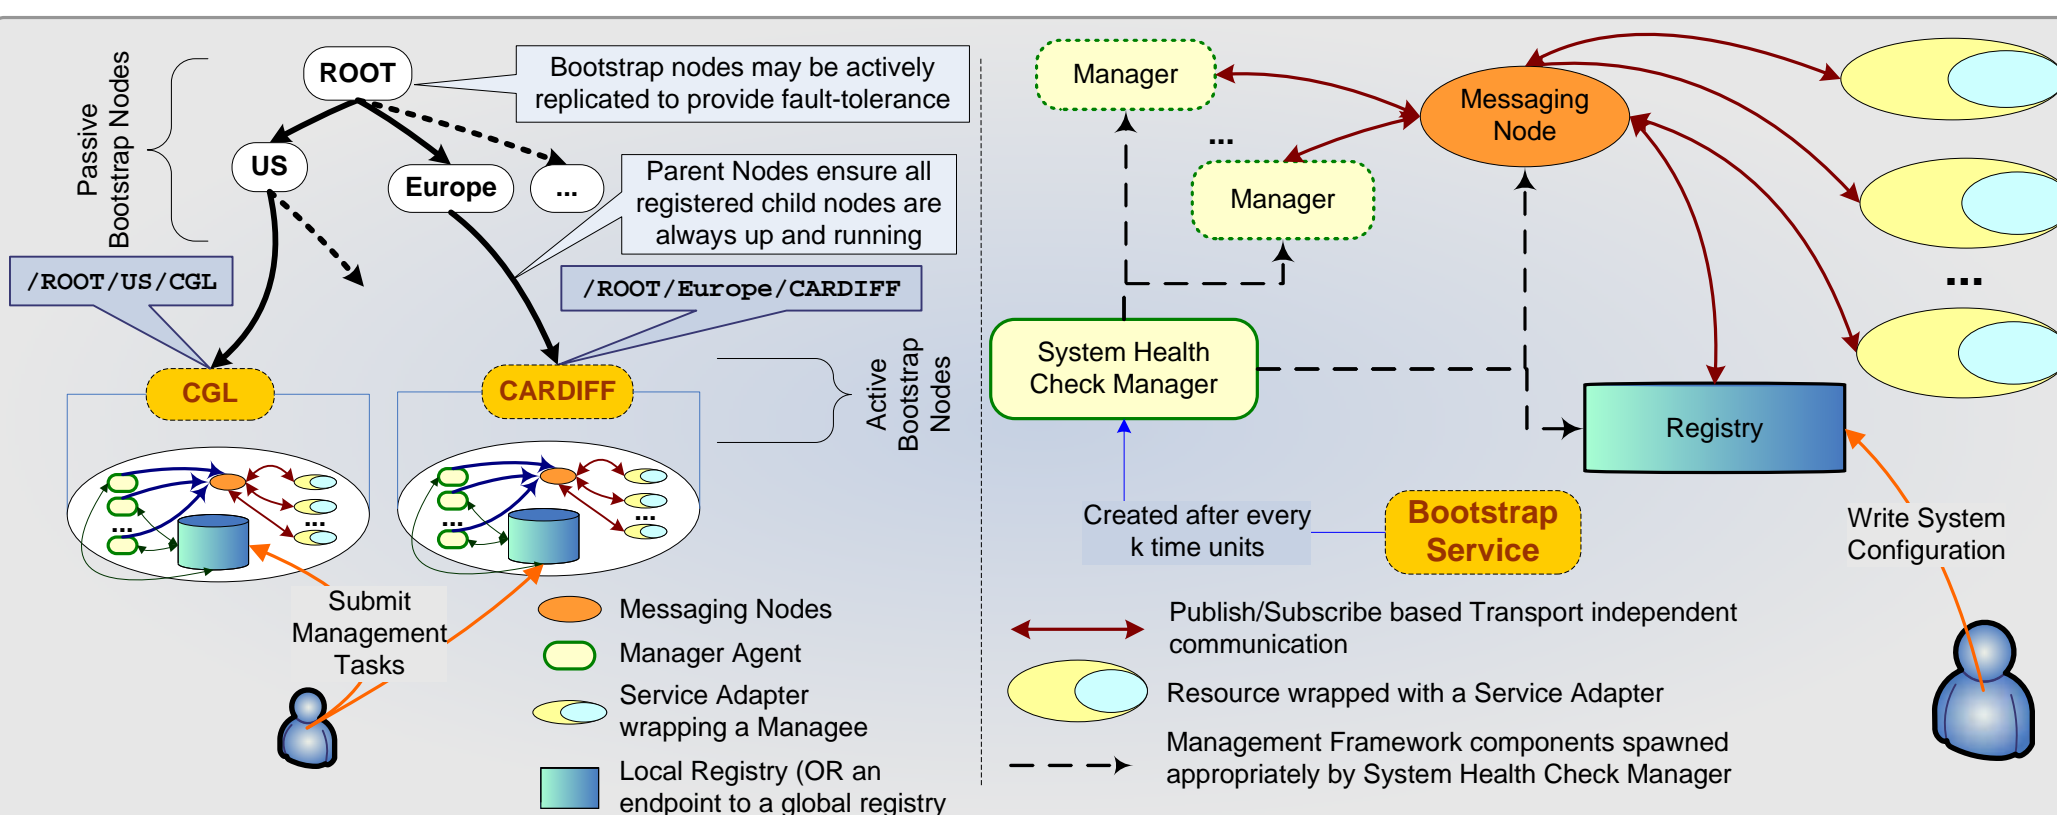 Passive
Bootstrap Nodes
ROOT
US
Europe
...
Bootstrap nodes may be actively
replicated to provide fault-tolerance
Parent Nodes ensure all
registered child nodes are
always up and running
/ROOT/US/CGL
/ROOT/Europe/CARDIFF
CGL
CARDIFF
Active
Bootstrap
Nodes
...
...
...
...
Submit
Management
Tasks
Messaging Nodes
Manager Agent
Service Adapter
wrapping a Managee
Local Registry (OR an
endpoint to a global registry
Manager
...
Manager
Messaging
Node
...
System Health
Check Manager
Registry
Created after every
k time units
Bootstrap
Service
Write System
Configuration
Publish/Subscribe based Transport independent
communication
Resource wrapped with a Service Adapter
Management Framework components spawned
appropriately by System Health Check Manager